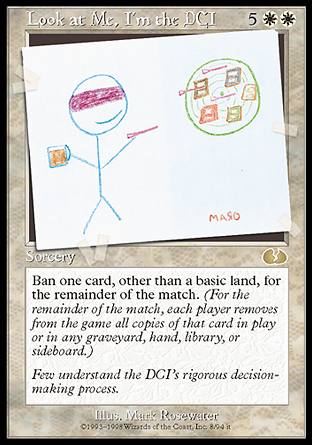 Look at Me, I'm the DCI 5
MARO
Sorcery
Ban one card, other than a basic land, for
the remainder of the match. (For the
remainder of the match, each player removes
from the game all copies of that card in play
or in any graveyard, hand, library, or
sideboard.)
Few understand the DCI's rigorous decision-
making process.
Illus. Mark Rosewater
©1993–1998 Wizards of the Coast, Inc. 8/94 it